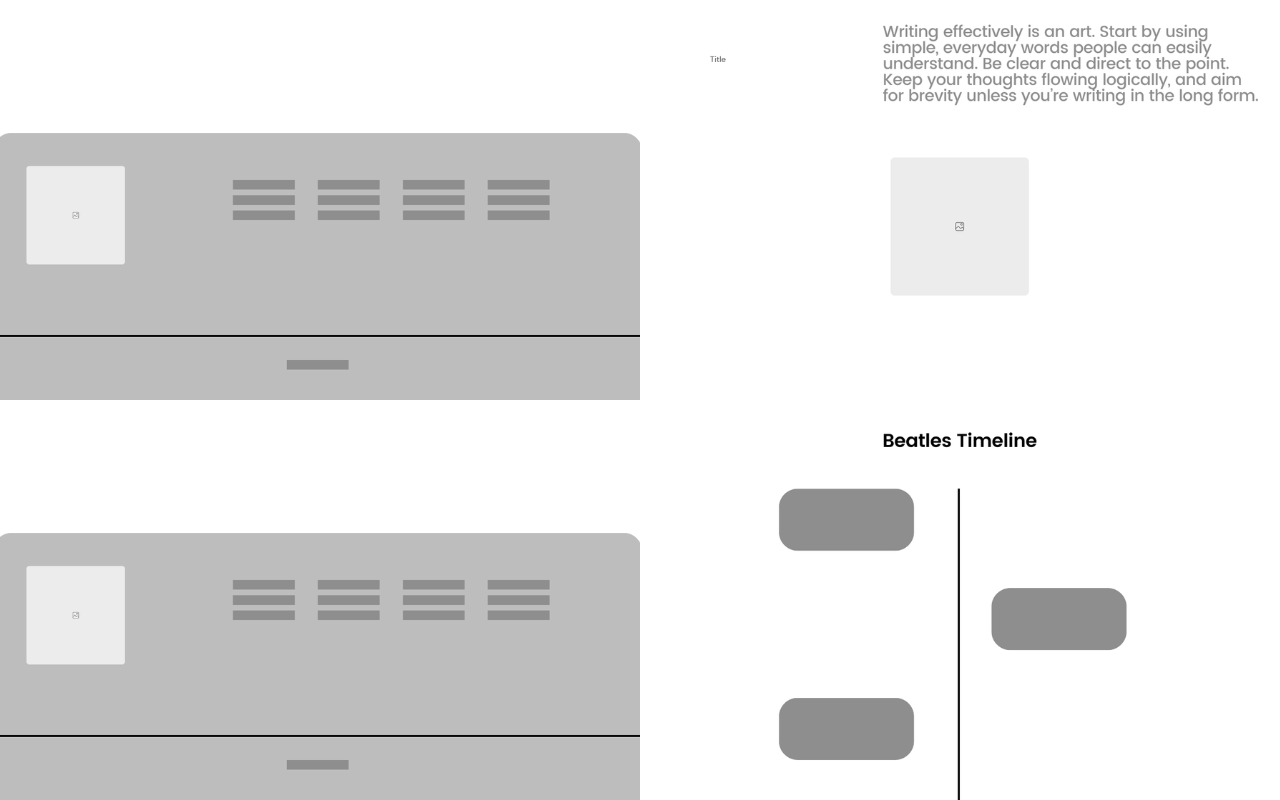 Title
Writing effectively is an art. Start by using
simple, everyday words people can easily
understand. Be clear and direct to the point.
Keep your thoughts flowing logically, and aim
for brevity unless you're writing in the long form.
Beatles Timeline